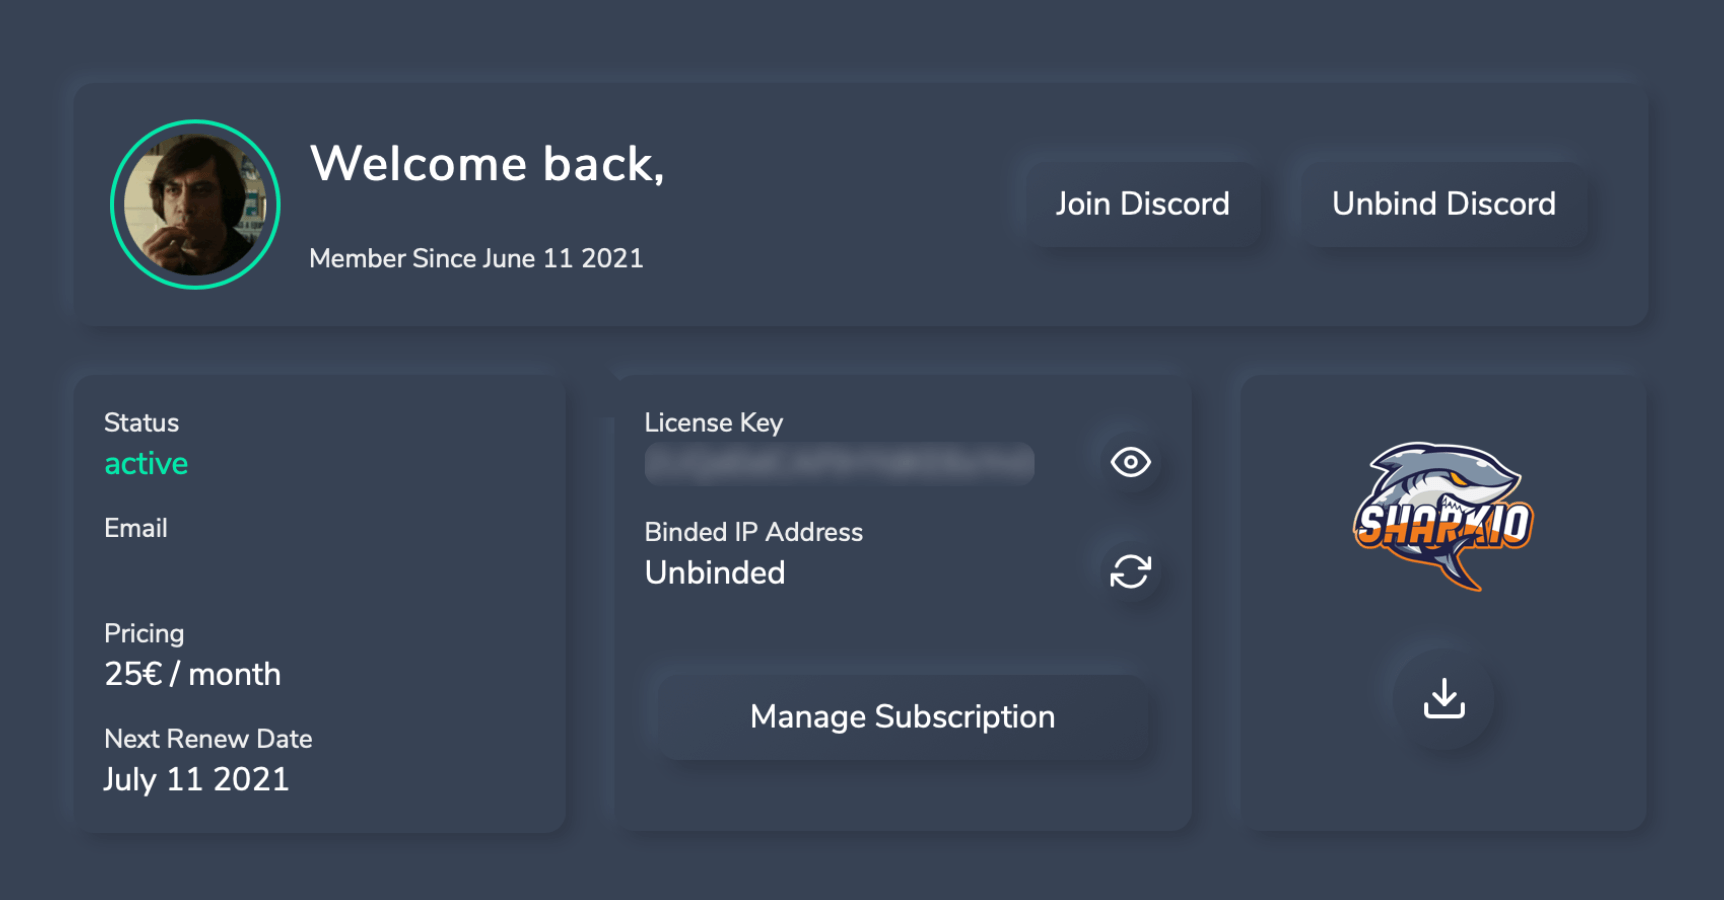 Welcome back,
Member Since June 11 2021
Join Discord
Unbind Discord
Status
active
Email
Pricing
25€ / month
Next Renew Date
July 11 2021
License Key
Binded IP Address
Unbinded
Manage Subscription
SHARKIO